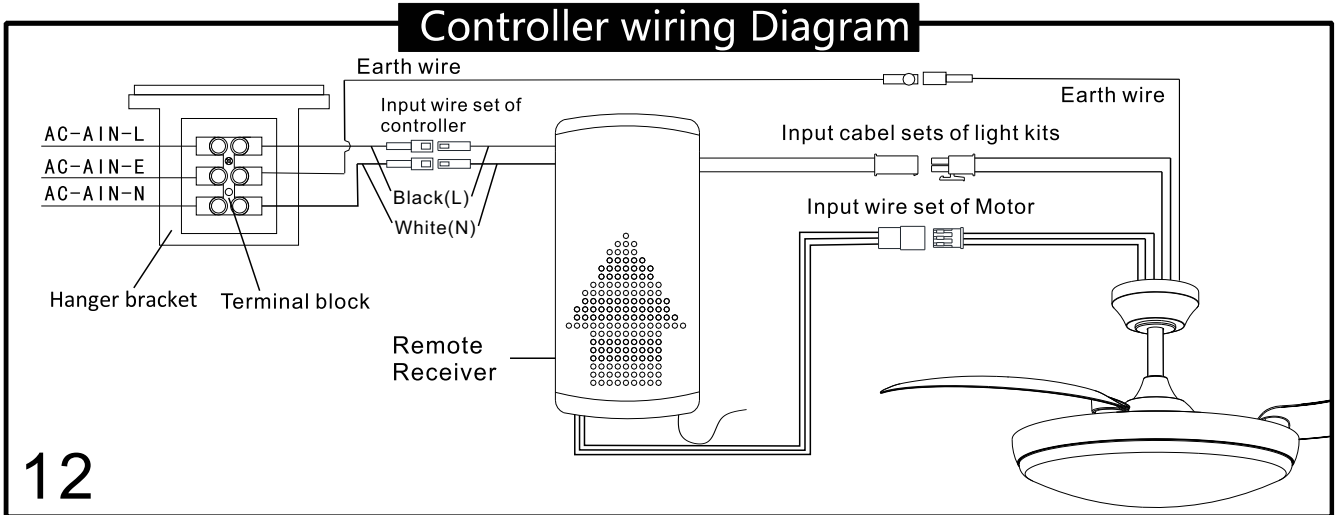 Controller wiring Diagram
Earth wire
Earth wire
Input wire set of
controller
AC-AIN-L
AC-AIN-E
AC-AIN-N
Black(L)
White(N)
Input cabel sets of light kits
Input wire set of Motor
Hanger bracket
Terminal block
Remote
Receiver
12